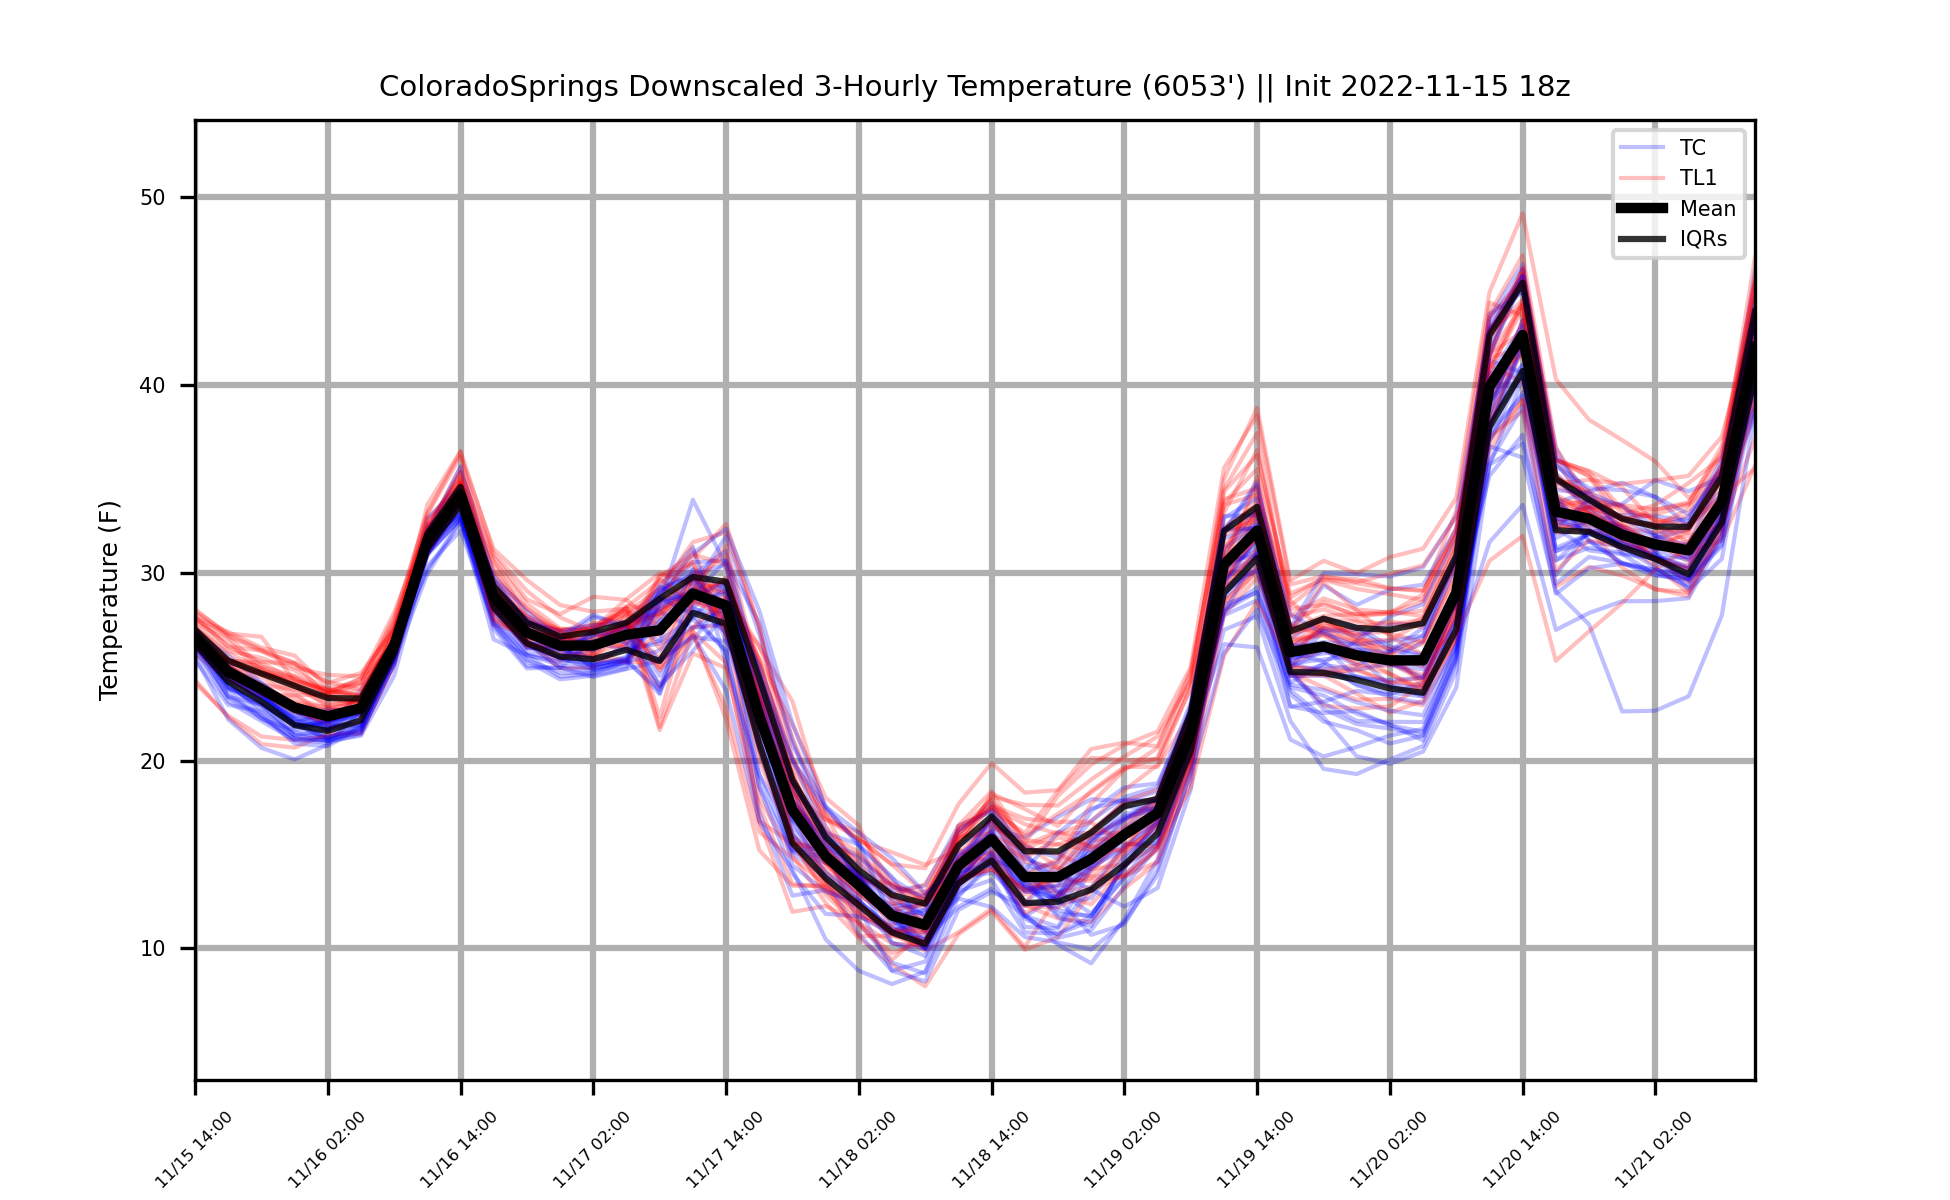 ColoradoSprings Downscaled 3-Hourly Temperature (6053') || Init 2022-11-15 18z
TC
TL1
Mean
IQRs
Temperature (F)
50
40
30
20
10
11/15 14:00
11/16 02:00
11/16 14:00
11/17 02:00
11/17 14:00
11/18 02:00
11/18 14:00
11/19 02:00
11/19 14:00
11/20 02:00
11/20 14:00
11/21 02:00